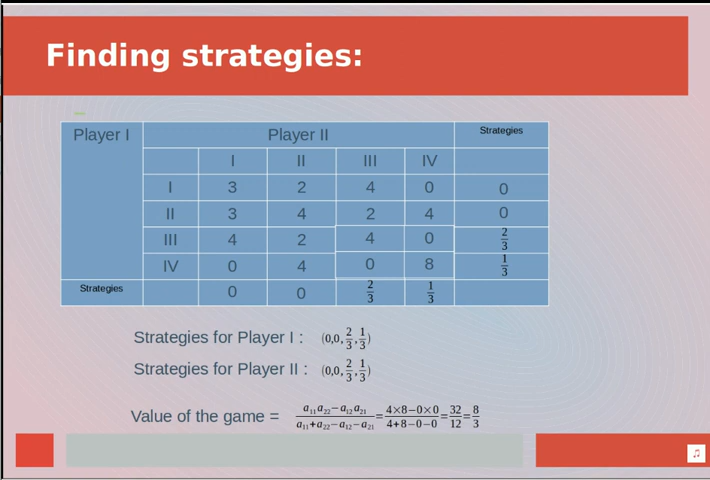 Finding strategies:
Player I Player II Strategies
I II III IV
I 3 2 4 0 0
II 3 4 2 4 0
III 4 2 4 0 2/3
IV 0 4 0 8 1/3
Strategies 0 0 2/3 1/3
Strategies for Player I : (0,0,2/3,1/3)
Strategies for Player II : (0,0,2/3,1/3)
Value of the game = (a₁₁a₂₂−a₁₂a₂₁)/(a₁₁+a₂₂−a₁₂−a₂₁)=(4×8−0×0)/(4+8−0−0)=32/12=8/3